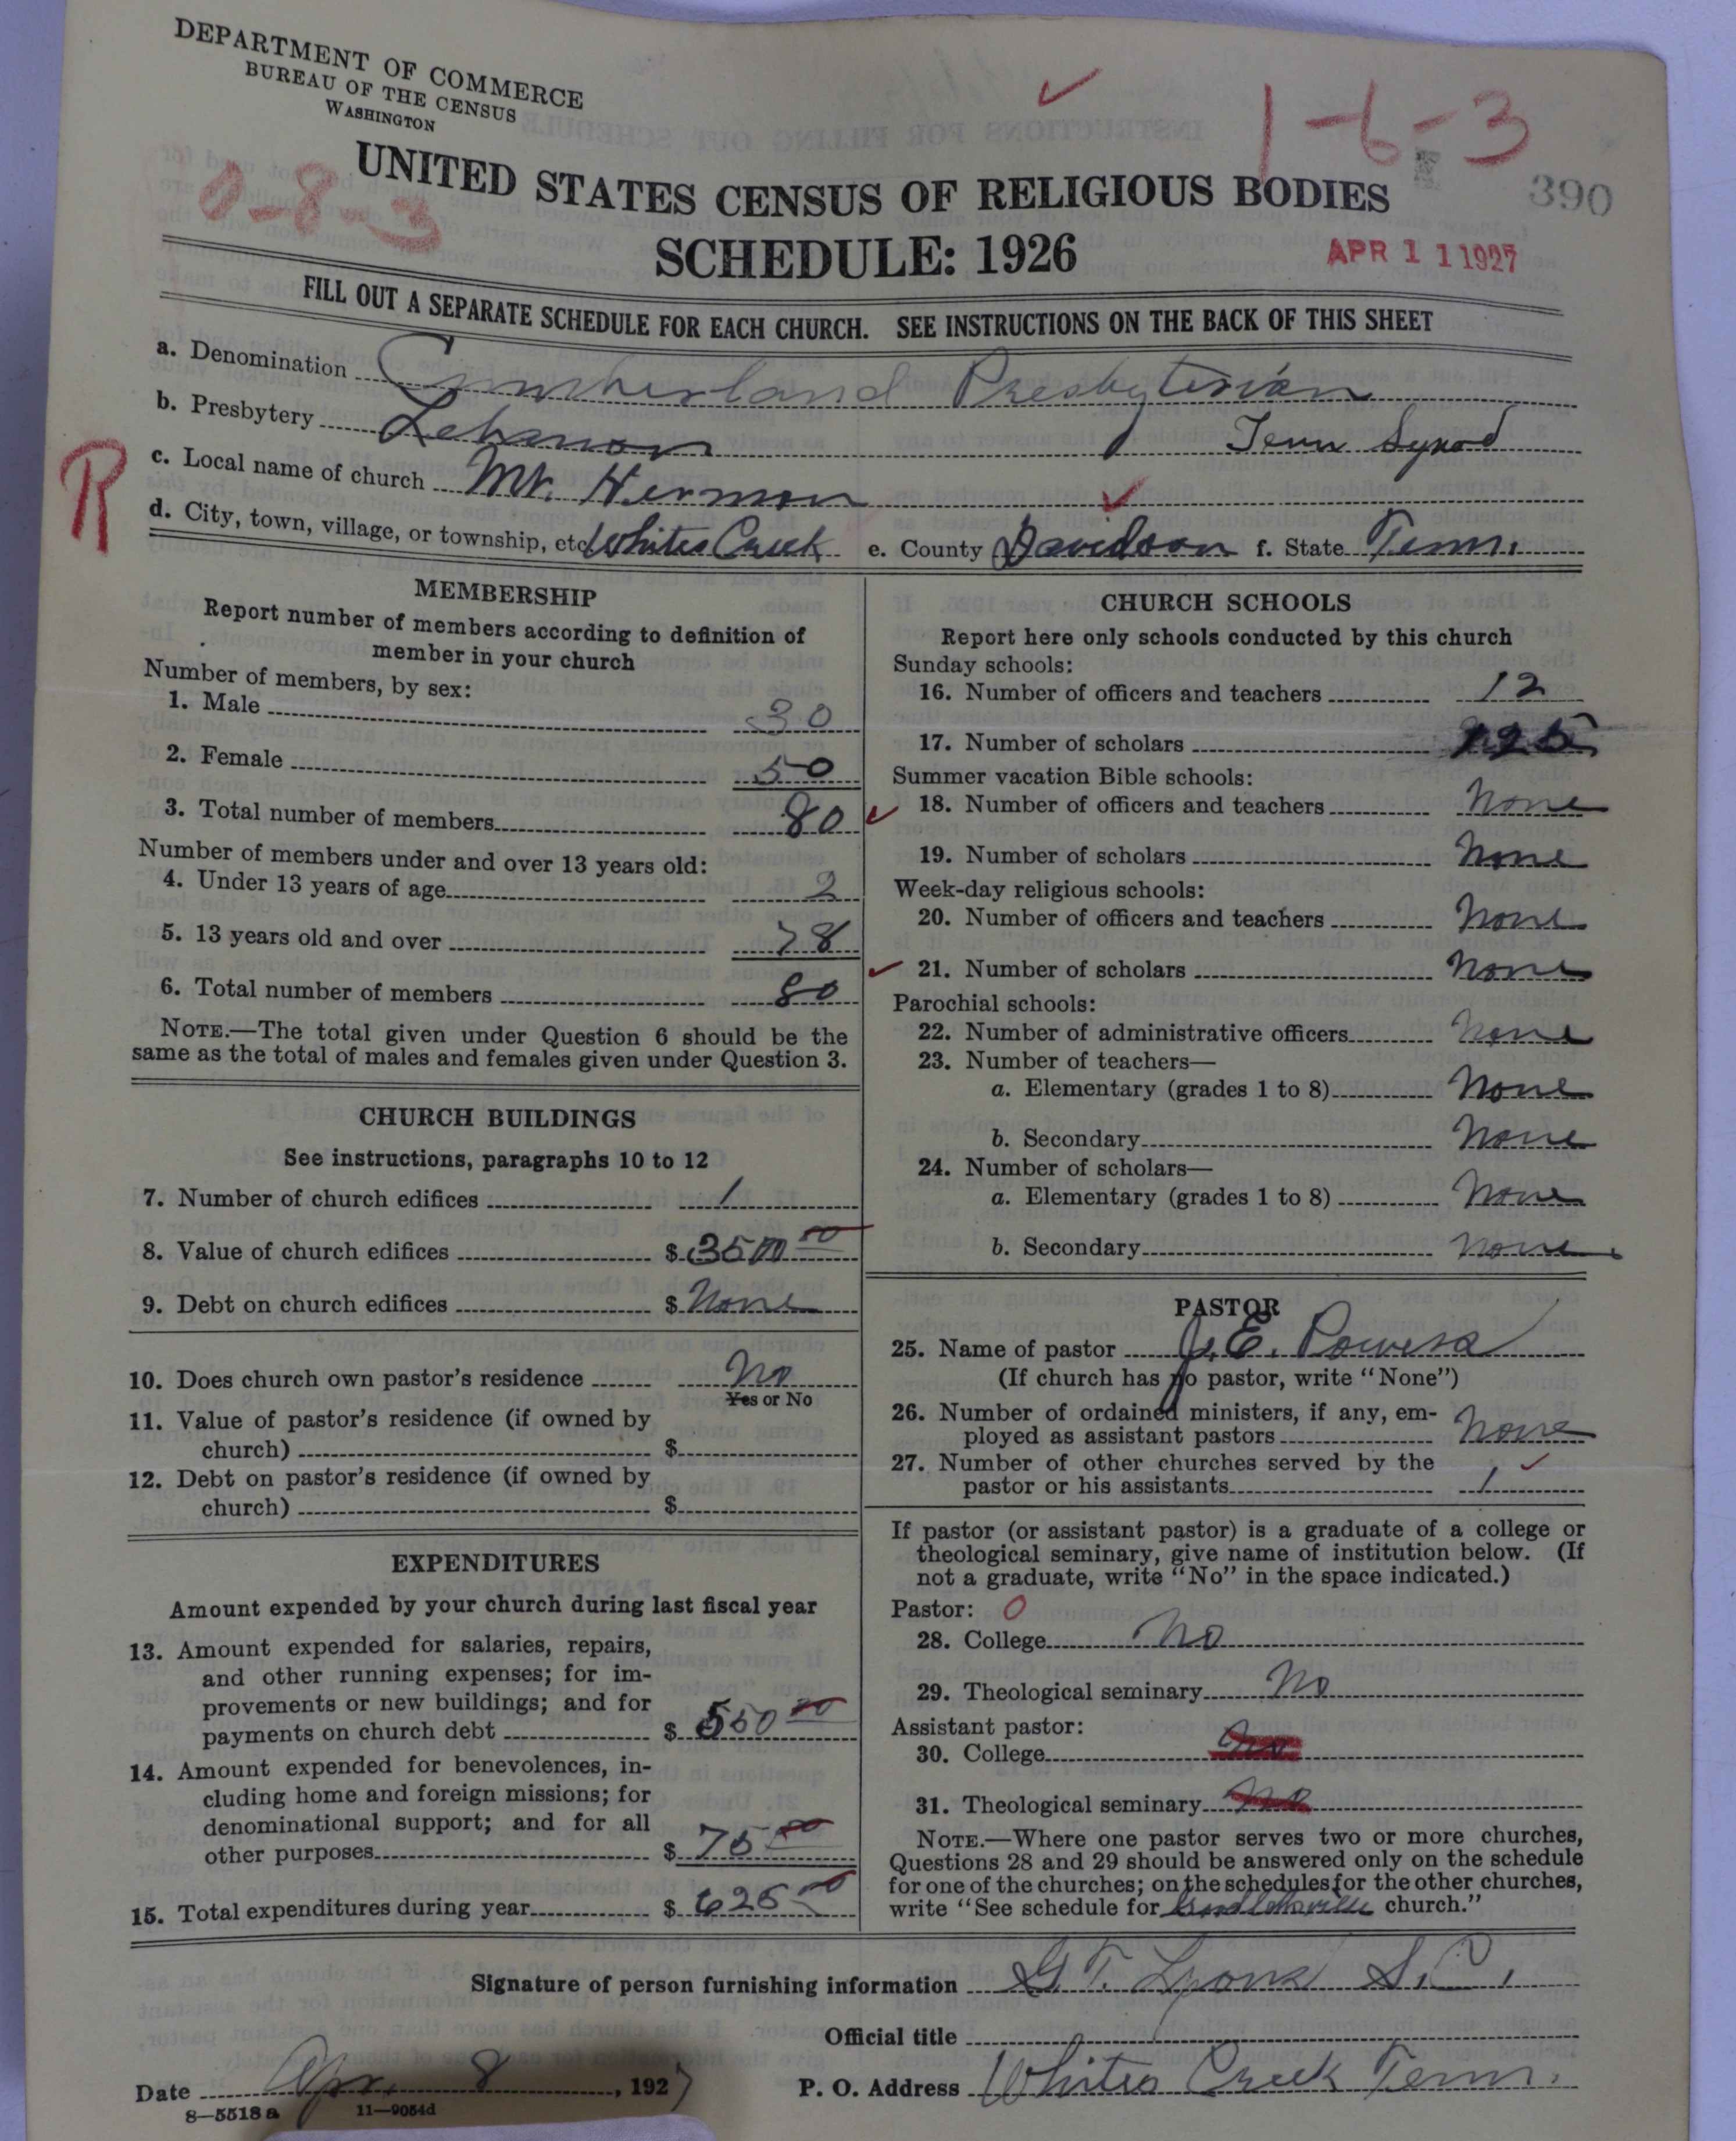 DEPARTMENT OF COMMERCE
BUREAU OF THE CENSUS
WASHINGTON
1-6-3
0-8-3
390
UNITED STATES CENSUS OF RELIGIOUS BODIES
SCHEDULE: 1926
APR 11 1927
FILL OUT A SEPARATE SCHEDULE FOR EACH CHURCH. SEE INSTRUCTIONS ON THE BACK OF THIS SHEET
a. Denomination Cumberland Presbyterian
b. Presbytery Lebanon Tenn Synod
R
c. Local name of church Mt. Hermon
d. City, town, village, or township, etc. Whites Creek e. County Davidson f. State Tenn.
MEMBERSHIP
Report number of members according to definition of
member in your church
Number of members, by sex:
1. Male 30
2. Female 50
3. Total number of members 80
Number of members under and over 13 years old:
4. Under 13 years of age 2
5. 13 years old and over 78
6. Total number of members 80
NOTE.—The total given under Question 6 should be the
same as the total of males and females given under Question 3.
CHURCH BUILDINGS
See instructions, paragraphs 10 to 12
7. Number of church edifices 1
8. Value of church edifices $ 3500 00
9. Debt on church edifices $ None
10. Does church own pastor's residence No
Yes or No
11. Value of pastor's residence (if owned by
church) $
12. Debt on pastor's residence (if owned by
church) $
EXPENDITURES
Amount expended by your church during last fiscal year
13. Amount expended for salaries, repairs,
and other running expenses; for im-
provements or new buildings; and for
payments on church debt $ 550 00
14. Amount expended for benevolences, in-
cluding home and foreign missions; for
denominational support; and for all
other purposes $ 75 00
15. Total expenditures during year $ 625 00
CHURCH SCHOOLS
Report here only schools conducted by this church
Sunday schools:
16. Number of officers and teachers 12
17. Number of scholars 125
Summer vacation Bible schools:
18. Number of officers and teachers None
19. Number of scholars None
Week-day religious schools:
20. Number of officers and teachers None
21. Number of scholars None
Parochial schools:
22. Number of administrative officers None
23. Number of teachers—
a. Elementary (grades 1 to 8) None
b. Secondary None
24. Number of scholars—
a. Elementary (grades 1 to 8) None
b. Secondary None
PASTOR
25. Name of pastor J. E. Powers
(If church has no pastor, write "None")
26. Number of ordained ministers, if any, em-
ployed as assistant pastors None
27. Number of other churches served by the
pastor or his assistants 1
If pastor (or assistant pastor) is a graduate of a college or
theological seminary, give name of institution below. (If
not a graduate, write "No" in the space indicated.)
Pastor: 0
28. College No
29. Theological seminary No
Assistant pastor:
30. College No
31. Theological seminary No
NOTE.—Where one pastor serves two or more churches,
Questions 28 and 29 should be answered only on the schedule
for one of the churches; on the schedules for the other churches,
write "See schedule for Goodlettsville church."
Signature of person furnishing information G. T. Lyons S. C.
Official title
Date Apr. 8, 1927 P. O. Address Whites Creek Tenn.
8—5518 a 11—9054d